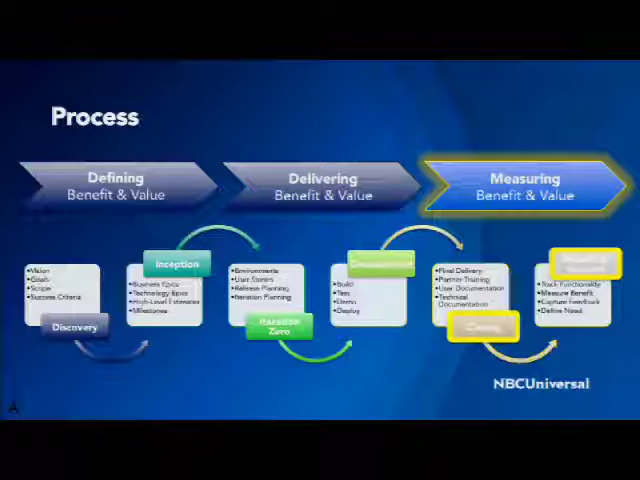 Process
Defining
Benefit & Value
Delivering
Benefit & Value
Measuring
Benefit & Value
•Vision
•Goals
•Scope
•Success Criteria
Discovery
Inception
•Business Epics
•Technology Epics
•High-Level Estimates
•Milestones
•Environments
•User Stories
•Release Planning
•Iteration Planning
Iteration
Zero
•Build
•Test
•Demo
•Deploy
•Final Delivery
•Partner Training
•User Documentation
•Technical
Documentation
Closing
•Track Functionality
•Measure Benefit
•Capture Feedback
•Define Need
NBCUniversal